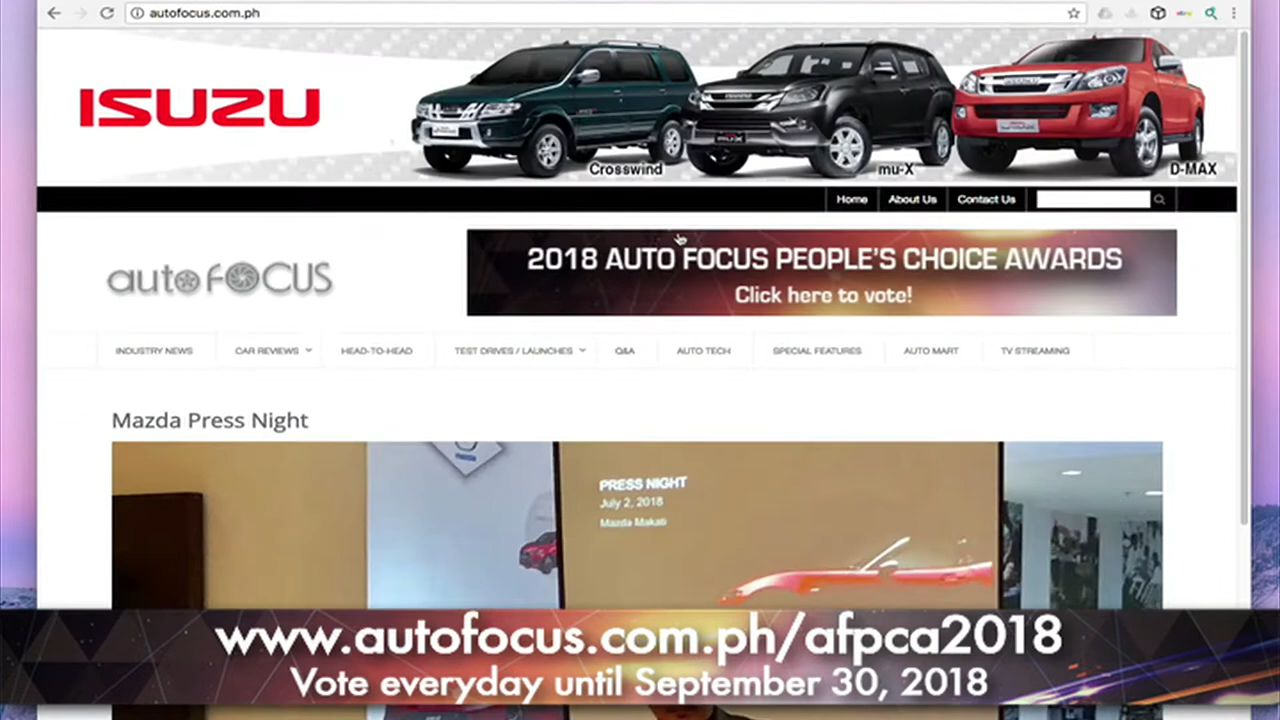 autofocus.com.ph
ISUZU
Crosswind
mu-X
D-MAX
Home
About Us
Contact Us
auto FOCUS
2018 AUTO FOCUS PEOPLE'S CHOICE AWARDS
Click here to vote!
INDUSTRY NEWS
CAR REVIEWS
HEAD-TO-HEAD
TEST DRIVES / LAUNCHES
Q&A
AUTO TECH
SPECIAL FEATURES
AUTO MART
TV STREAMING
Mazda Press Night
PRESS NIGHT
July 2, 2018
Mazda Makati
www.autofocus.com.ph/afpca2018
Vote everyday until September 30, 2018